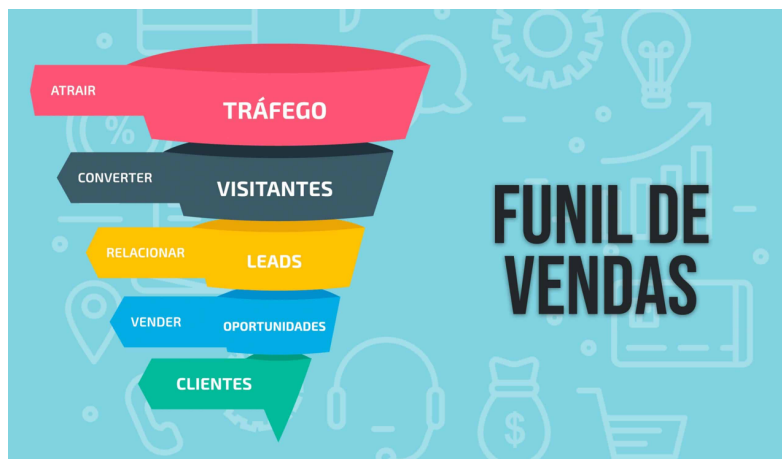 ATRAIR
TRÁFEGO
CONVERTER
VISITANTES
RELACIONAR
LEADS
VENDER
OPORTUNIDADES
CLIENTES
FUNIL DE
VENDAS
%
$